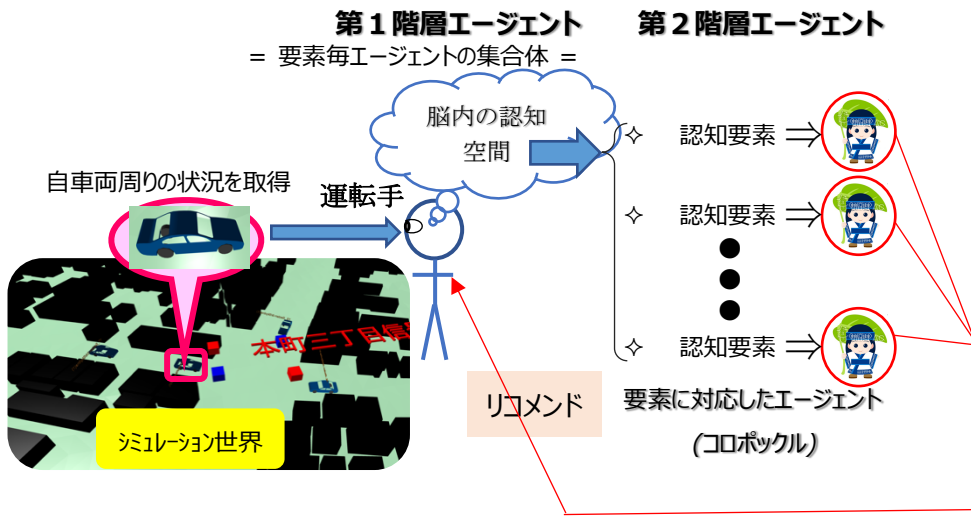 第１階層エージェント
第２階層エージェント
= 要素毎エージェントの集合体 =
脳内の認知
空間
認知要素 ⇒
自車両周りの状況を取得
運転手
認知要素 ⇒
本町三丁目信
認知要素 ⇒
リコメンド
要素に対応したエージェント
(コロポックル)
シミュレーション世界